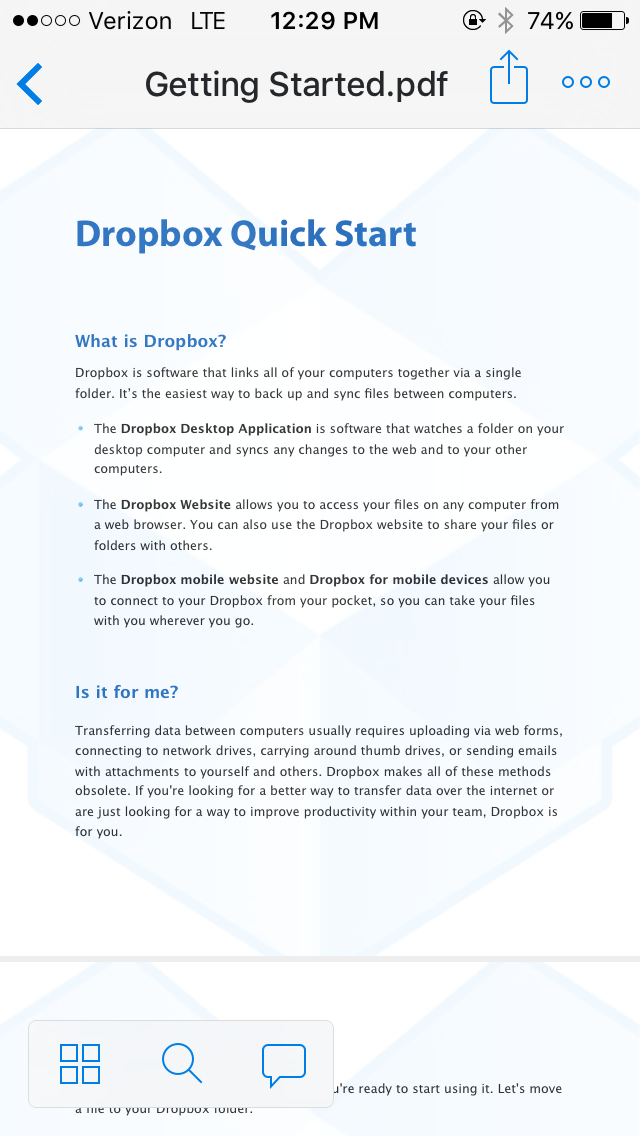 Verizon LTE 12:29 PM 74%
Getting Started.pdf
Dropbox Quick Start
What is Dropbox?
Dropbox is software that links all of your computers together via a single
folder. It's the easiest way to back up and sync files between computers.
• The Dropbox Desktop Application is software that watches a folder on your
desktop computer and syncs any changes to the web and to your other
computers.
• The Dropbox Website allows you to access your files on any computer from
a web browser. You can also use the Dropbox website to share your files or
folders with others.
• The Dropbox mobile website and Dropbox for mobile devices allow you
to connect to your Dropbox from your pocket, so you can take your files
with you wherever you go.
Is it for me?
Transferring data between computers usually requires uploading via web forms,
connecting to network drives, carrying around thumb drives, or sending emails
with attachments to yourself and others. Dropbox makes all of these methods
obsolete. If you're looking for a better way to transfer data over the internet or
are just looking for a way to improve productivity within your team, Dropbox is
for you.
u're ready to start using it. Let's move
a file to your Dropbox folder.